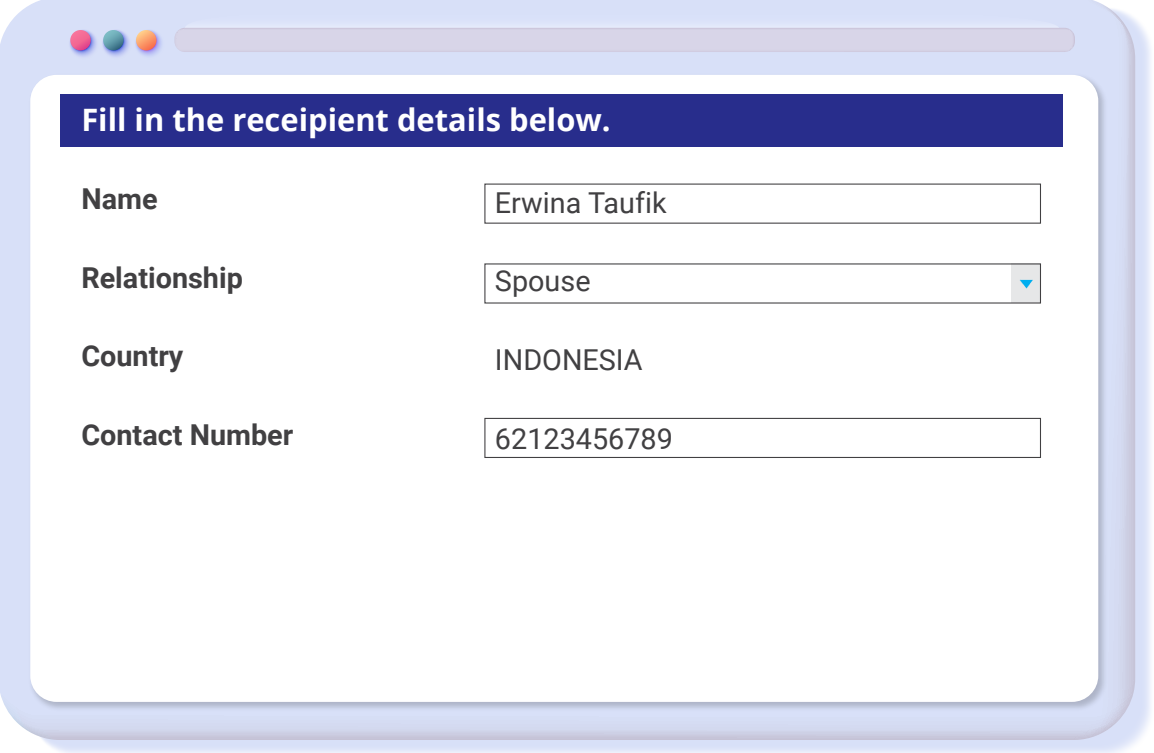 Fill in the receipient details below.
Name
Erwina Taufik
Relationship
Spouse
Country
INDONESIA
Contact Number
62123456789